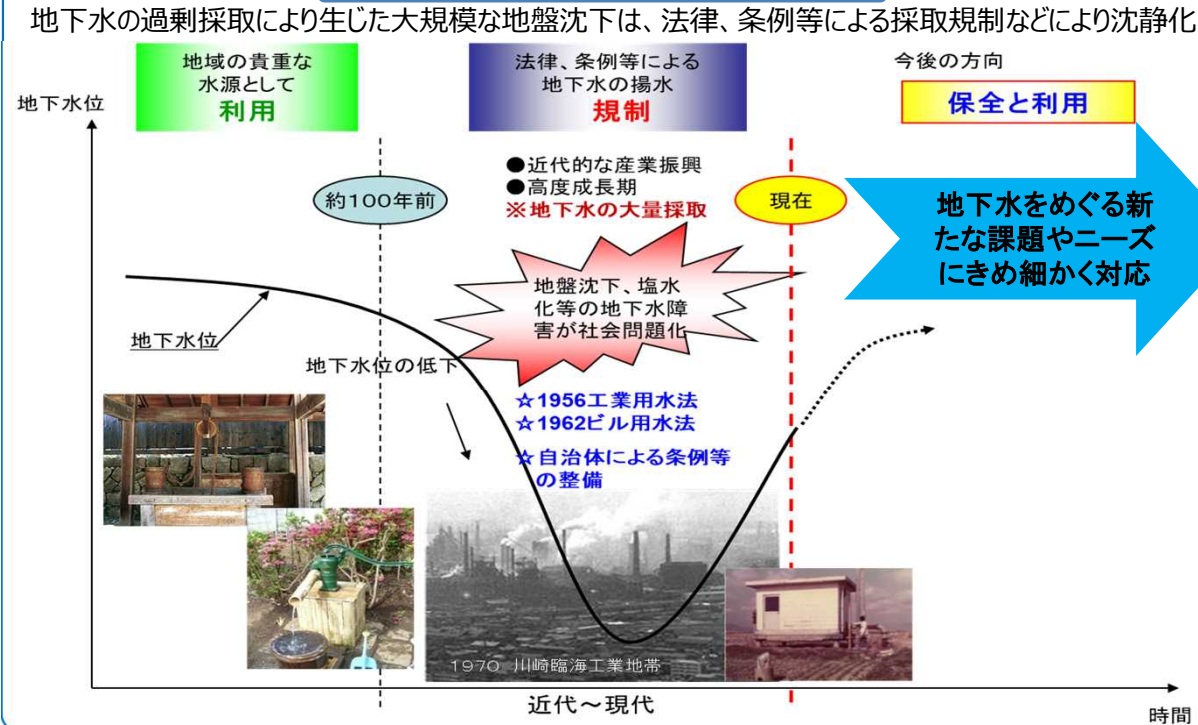 地下水の過剰採取により生じた大規模な地盤沈下は、法律、条例等による採取規制などにより沈静化
地域の貴重な
水源として
利用
法律、条例等による
地下水の揚水
規制
今後の方向
保全と利用
地下水位
約100年前
●近代的な産業振興
●高度成長期
※地下水の大量採取
現在
地下水をめぐる新
たな課題やニーズ
にきめ細かく対応
地盤沈下、塩水
化等の地下水障
害が社会問題化
地下水位
地下水位の低下
☆1956工業用水法
☆1962ビル用水法
☆自治体による条例等
の整備
1970 川崎臨海工業地帯
近代～現代
時間